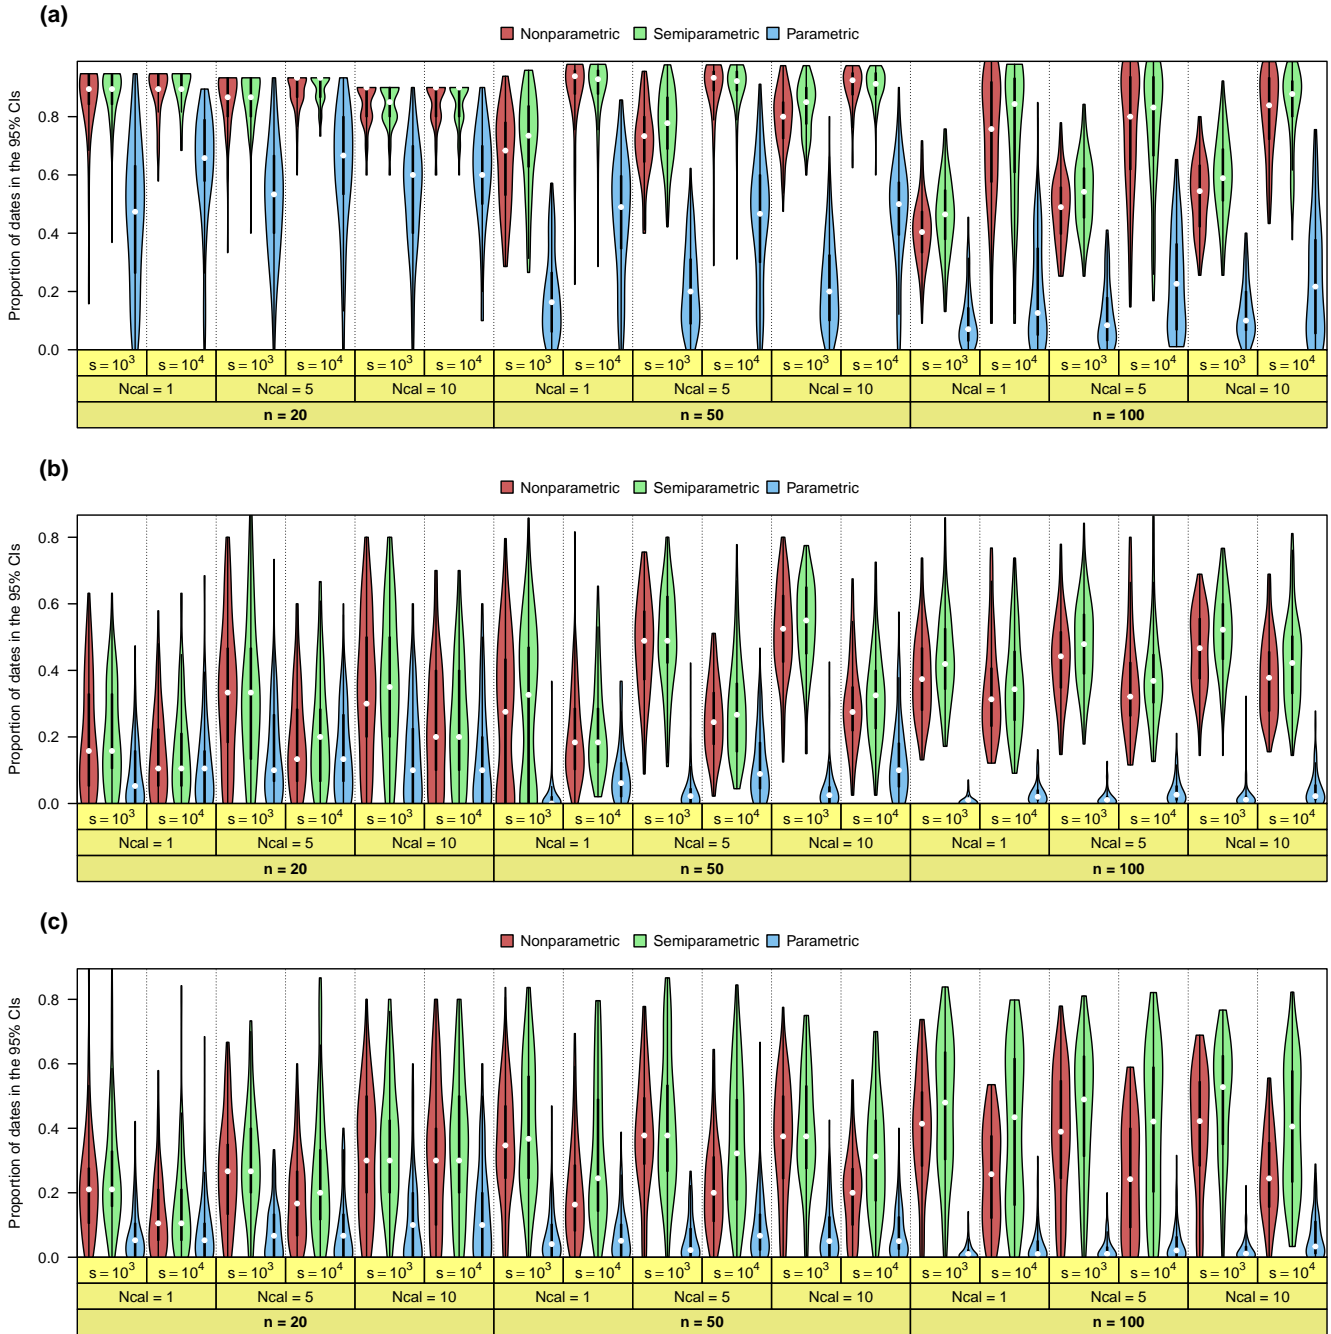 (a)
Nonparametric Semiparametric Parametric
Proportion of dates in the 95% CIs
0.8
0.6
0.4
0.2
0.0
s = 10³ s = 10⁴ s = 10³ s = 10⁴ s = 10³ s = 10⁴ s = 10³ s = 10⁴ s = 10³ s = 10⁴ s = 10³ s = 10⁴ s = 10³ s = 10⁴ s = 10³ s = 10⁴ s = 10³ s = 10⁴
Ncal = 1 Ncal = 5 Ncal = 10 Ncal = 1 Ncal = 5 Ncal = 10 Ncal = 1 Ncal = 5 Ncal = 10
n = 20 n = 50 n = 100
(b)
Nonparametric Semiparametric Parametric
Proportion of dates in the 95% CIs
0.8
0.6
0.4
0.2
0.0
s = 10³ s = 10⁴ s = 10³ s = 10⁴ s = 10³ s = 10⁴ s = 10³ s = 10⁴ s = 10³ s = 10⁴ s = 10³ s = 10⁴ s = 10³ s = 10⁴ s = 10³ s = 10⁴ s = 10³ s = 10⁴
Ncal = 1 Ncal = 5 Ncal = 10 Ncal = 1 Ncal = 5 Ncal = 10 Ncal = 1 Ncal = 5 Ncal = 10
n = 20 n = 50 n = 100
(c)
Nonparametric Semiparametric Parametric
Proportion of dates in the 95% CIs
0.8
0.6
0.4
0.2
0.0
s = 10³ s = 10⁴ s = 10³ s = 10⁴ s = 10³ s = 10⁴ s = 10³ s = 10⁴ s = 10³ s = 10⁴ s = 10³ s = 10⁴ s = 10³ s = 10⁴ s = 10³ s = 10⁴ s = 10³ s = 10⁴
Ncal = 1 Ncal = 5 Ncal = 10 Ncal = 1 Ncal = 5 Ncal = 10 Ncal = 1 Ncal = 5 Ncal = 10
n = 20 n = 50 n = 100